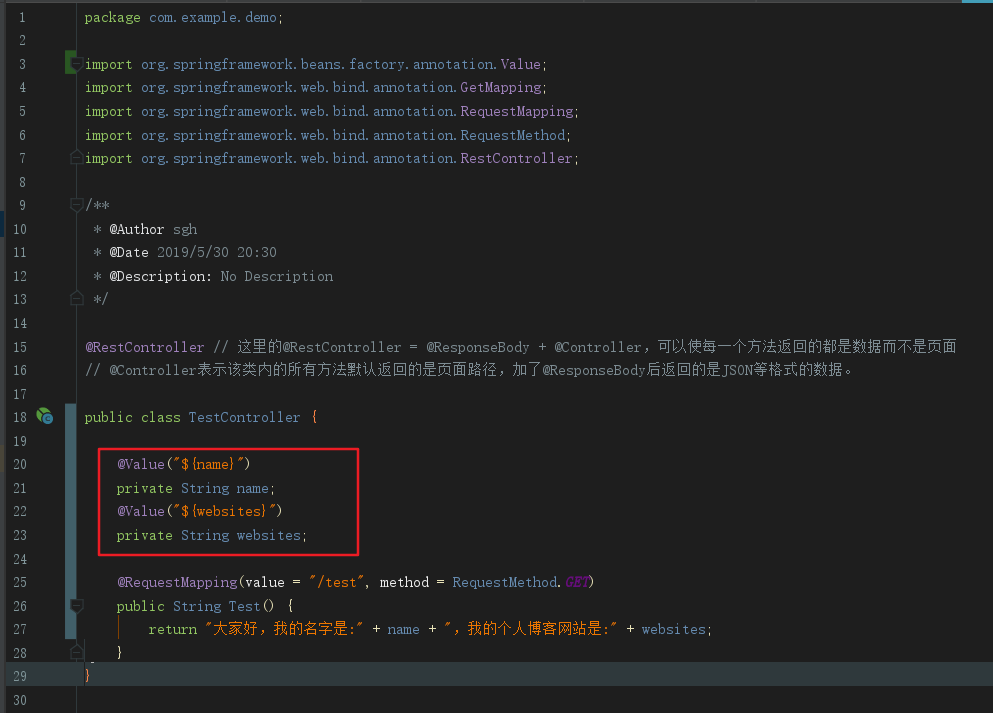 1 package com.example.demo;
2
3 import org.springframework.beans.factory.annotation.Value;
4 import org.springframework.web.bind.annotation.GetMapping;
5 import org.springframework.web.bind.annotation.RequestMapping;
6 import org.springframework.web.bind.annotation.RequestMethod;
7 import org.springframework.web.bind.annotation.RestController;
8
9 /**
10 * @Author sgh
11 * @Date 2019/5/30 20:30
12 * @Description: No Description
13 */
14
15 @RestController // 这里的@RestController = @ResponseBody + @Controller，可以使每一个方法返回的都是数据而不是页面
16 // @Controller表示该类内的所有方法默认返回的是页面路径，加了@ResponseBody后返回的是JSON等格式的数据。
17
18 public class TestController {
19
20 @Value("${name}")
21 private String name;
22 @Value("${websites}")
23 private String websites;
24
25 @RequestMapping(value = "/test", method = RequestMethod.GET)
26 public String Test() {
27 return "大家好，我的名字是:" + name + "，我的个人博客网站是:" + websites;
28 }
29 }
30